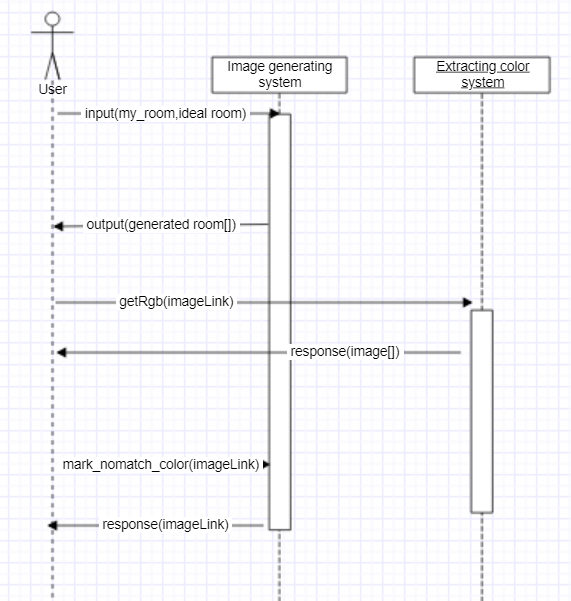 User
Image generating
system
Extracting color
system
input(my_room,ideal room)
output(generated room[])
getRgb(imageLink)
response(image[])
mark_nomatch_color(imageLink)
response(imageLink)